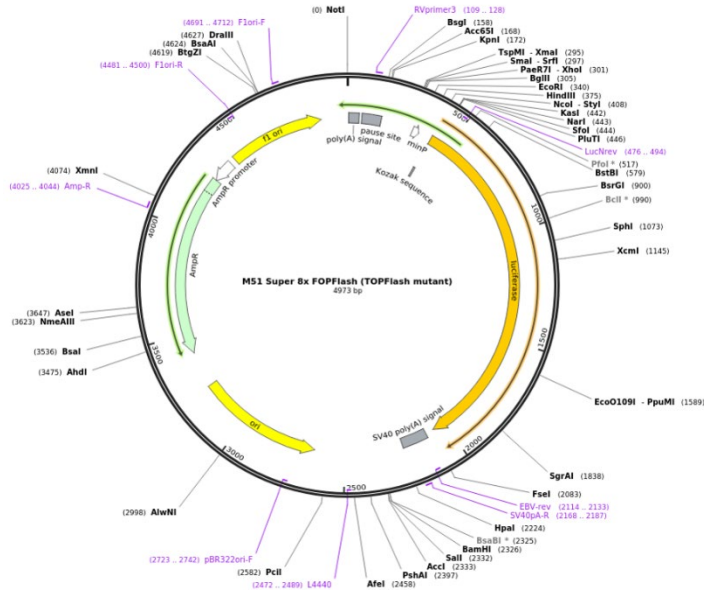 (0) NotI
RVprimer3 (109 .. 128)
BsgI (158)
Acc65I (168)
KpnI (172)
TspMI - XmaI (295)
SmaI - SrfI (297)
PaeR7I - XhoI (301)
BglII (305)
EcoRI (340)
HindIII (375)
NcoI - StyI (408)
KasI (442)
NarI (443)
SfoI (444)
PluTI (446)
LucNrev (476 .. 494)
PfoI * (517)
BstBI (579)
BsrGI (900)
BclI * (990)
SphI (1073)
XcmI (1145)
EcoO109I - PpuMI (1589)
SgrAI (1838)
FseI (2083)
EBV-rev (2114 .. 2133)
SV40pA-R (2168 .. 2187)
HpaI (2224)
BsaBI * (2325)
BamHI (2326)
SalI (2332)
AccI (2333)
PshAI (2397)
AfeI (2458)
(2472 .. 2489) L4440
(2582) PciI
(2723 .. 2742) pBR322ori-F
(2998) AlwNI
(3475) AhdI
(3536) BsaI
(3623) NmeAIII
(3647) AseI
(4025 .. 4044) Amp-R
(4074) XmnI
(4481 .. 4500) F1ori-R
(4619) BtgZI
(4624) BsaAI
(4627) DraIII
(4691 .. 4712) F1ori-F
500
1000
1500
2000
2500
3000
3500
4000
4500
f1 ori
poly(A) signal
pause site
minP
Kozak sequence
luciferase
SV40 poly(A) signal
ori
AmpR
AmpR promoter
M51 Super 8x FOPFlash (TOPFlash mutant)
4973 bp